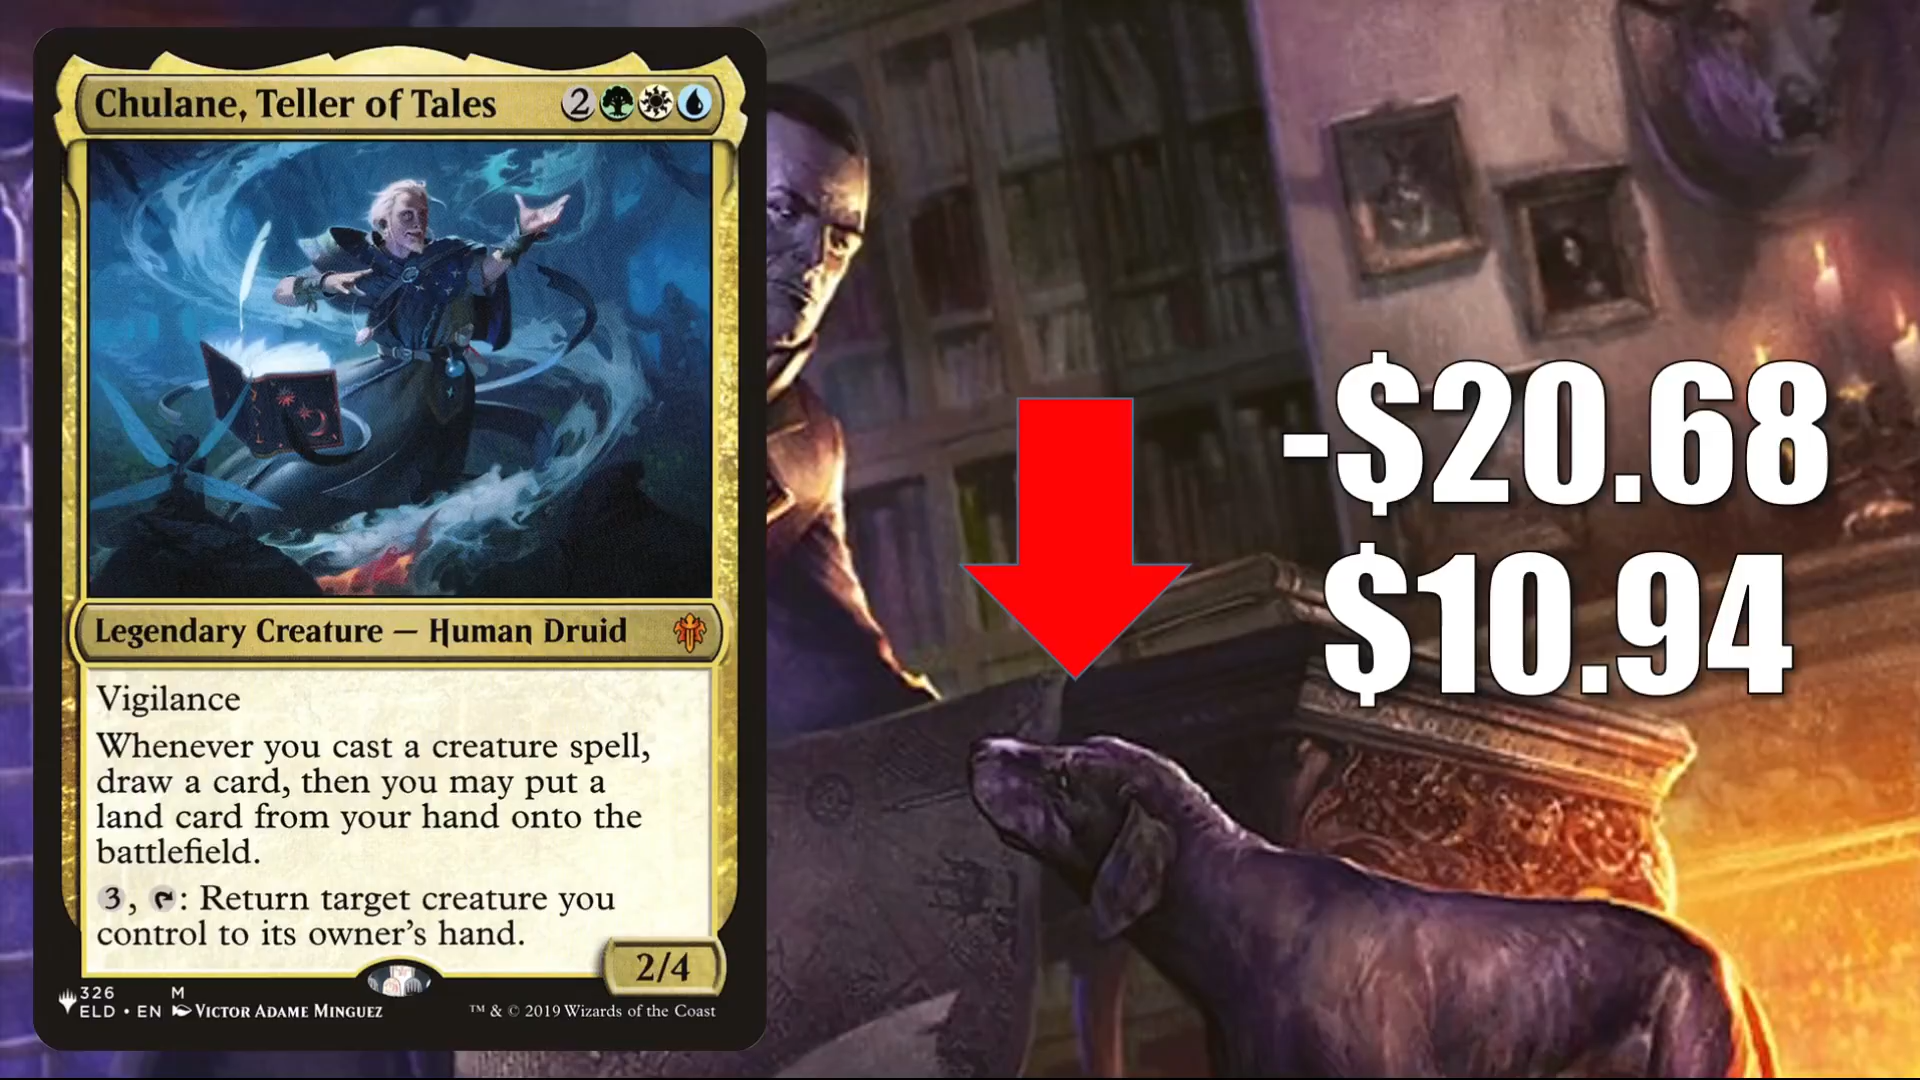 Chulane, Teller of Tales 2
Legendary Creature — Human Druid
Vigilance
Whenever you cast a creature spell,
draw a card, then you may put a
land card from your hand onto the
battlefield.
3, : Return target creature you
control to its owner's hand.
2/4
326 M
ELD • EN VICTOR ADAME MINGUEZ
™ & © 2019 Wizards of the Coast
-$20.68
$10.94